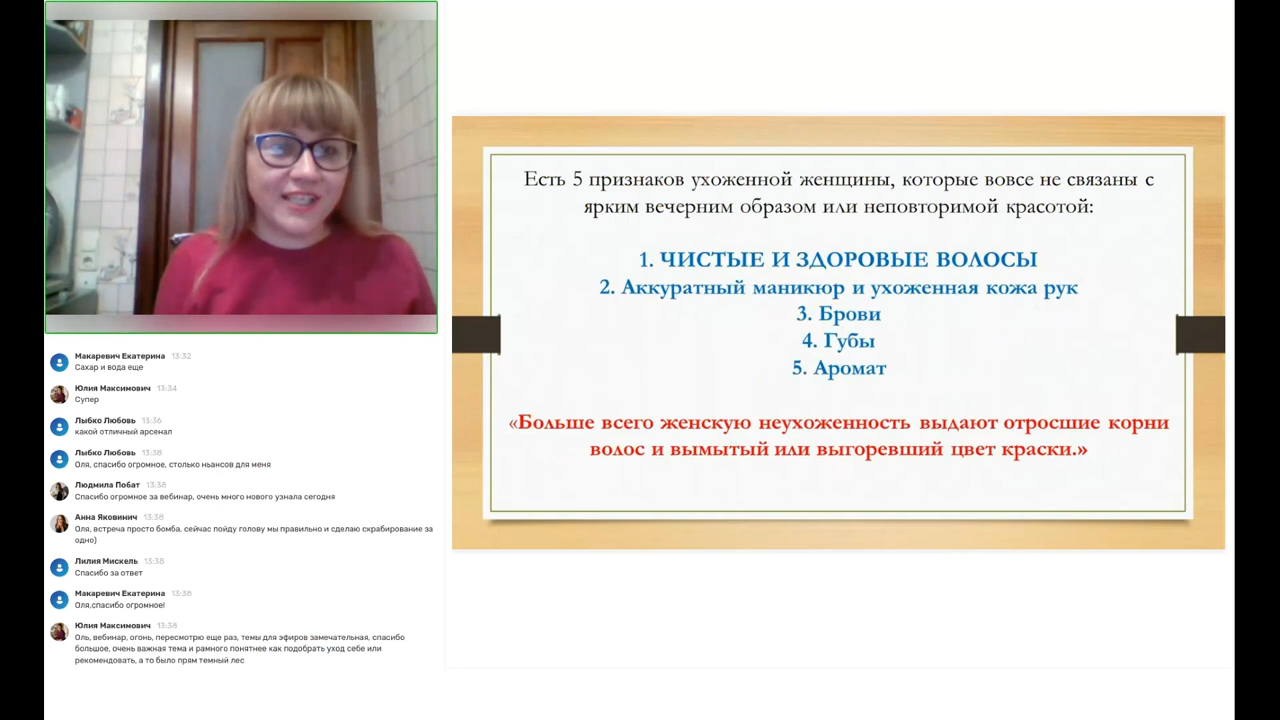 Есть 5 признаков ухоженной женщины, которые вовсе не связаны с
ярким вечерним образом или неповторимой красотой:
1. ЧИСТЫЕ И ЗДОРОВЫЕ ВОЛОСЫ
2. Аккуратный маникюр и ухоженная кожа рук
3. Брови
4. Губы
5. Аромат
«Больше всего женскую неухоженность выдают отросшие корни
волос и вымытый или выгоревший цвет краски.»
Макаревич Екатерина 13:32
Сахар и вода еще
Юлия Максимович 13:34
Супер
Лыбко Любовь 13:36
какой отличный арсенал
Лыбко Любовь 13:38
Оля, спасибо огромное, столько ньансов для меня
Людмила Побат 13:38
Спасибо огромное за вебинар, очень много нового узнала сегодня
Анна Яковинич 13:38
Оля, встреча просто бомба, сейчас пойду голову мы правильно и сделаю скрабирование за
одно)
Лилия Мискель 13:38
Спасибо за ответ
Макаревич Екатерина 13:38
Оля,спасибо огромное!
Юлия Максимович 13:38
Оль, вебинар, огонь, пересмотрю еще раз, темы для эфиров замечательная, спасибо
большое, очень важная тема и рамного понятнее как подобрать уход себе или
рекомендовать, а то было прям темный лес